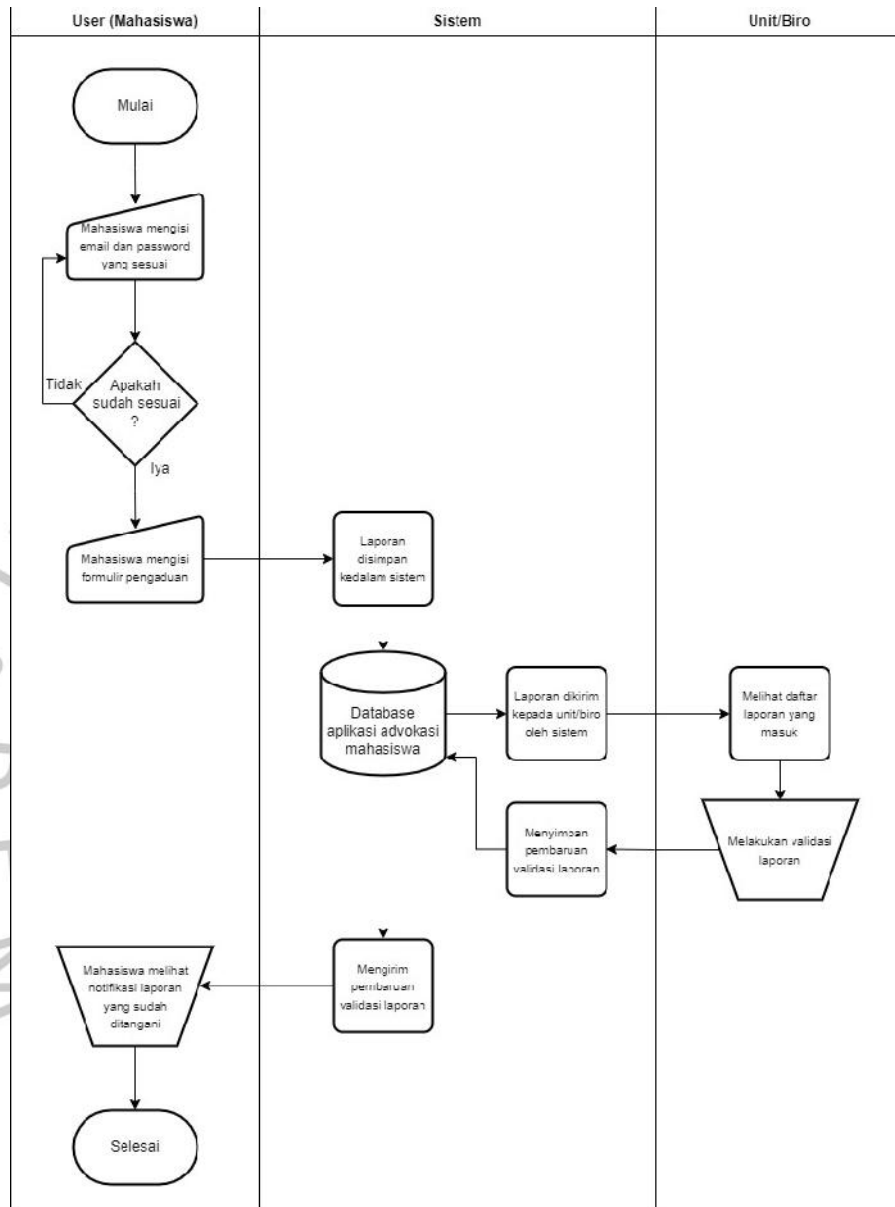 User (Mahasiswa)
Sistem
Unit/Biro
Mulai
Mahasiswa mengisi
email dan password
yang sesuai
Tidak
Apakah
sudah sesuai
?
Iya
Mahasiswa mengisi
formulir pengaduan
Laporan
disimpan
kedalam sistem
Database
aplikasi advokasi
mahasiswa
Laporan dikirim
kepada unit/biro
oleh sistem
Melihat daftar
laporan yang
masuk
Melakukan validasi
laporan
Menyimpan
pembaruan
validasi laporan
Mengirim
pembaruan
validasi laporan
Mahasiswa melihat
notifikasi laporan
yang sudah
ditangani
Selesai